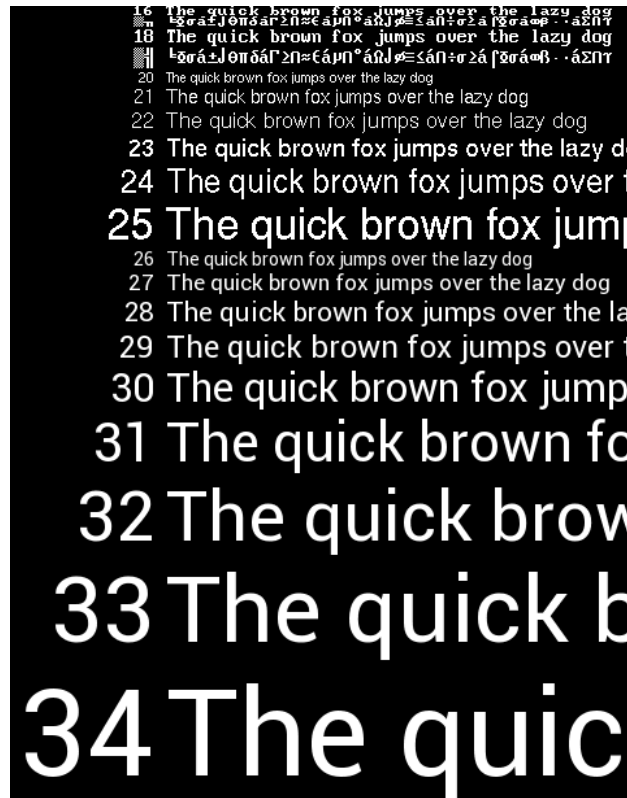 16 The quick brown fox jumps over the lazy dog
18 The quick brown fox jumps over the lazy dog
20 The quick brown fox jumps over the lazy dog
21 The quick brown fox jumps over the lazy dog
22 The quick brown fox jumps over the lazy dog
23 The quick brown fox jumps over the lazy d
24 The quick brown fox jumps over
25 The quick brown fox jum
26 The quick brown fox jumps over the lazy dog
27 The quick brown fox jumps over the lazy dog
28 The quick brown fox jumps over the la
29 The quick brown fox jumps over
30 The quick brown fox jump
31 The quick brown fo
32 The quick brow
33 The quick b
34 The quic